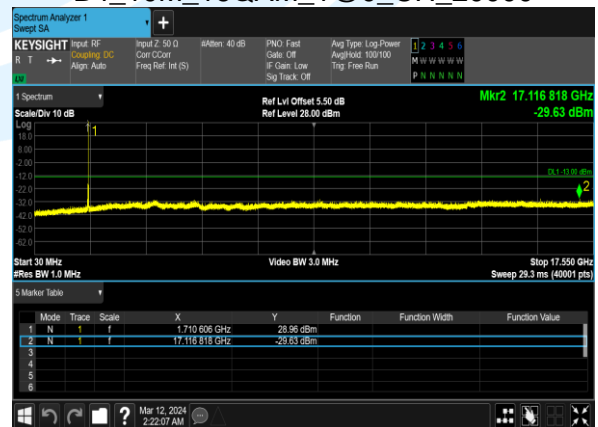 Spectrum Analyzer 1
Swept SA
+
KEYSIGHT
R T
LV
Input: RF
Coupling: DC
Align: Auto
Input Z: 50 Ω
Corr CCorr
Freq Ref: Int (S)
#Atten: 40 dB
PNO: Fast
Gate: Off
IF Gain: Low
Sig Track: Off
Avg Type: Log-Power
Avg|Hold: 100/100
Trig: Free Run
1 2 3 4 5 6
M W W W W W
P N N N N N
1 Spectrum
Scale/Div 10 dB
Ref Lvl Offset 5.50 dB
Ref Level 28.00 dBm
Mkr2 17.116 818 GHz
-29.63 dBm
Log
18.0
8.00
-2.00
-12.0
-22.0
-32.0
-42.0
-52.0
-62.0
1
DL1 -13.00 dBm
2
Start 30 MHz
#Res BW 1.0 MHz
Video BW 3.0 MHz
Stop 17.550 GHz
Sweep 29.3 ms (40001 pts)
5 Marker Table
Mode Trace Scale X Y Function Function Width Function Value
1 N 1 f 1.710 606 GHz 28.96 dBm
2 N 1 f 17.116 818 GHz -29.63 dBm
3
4
5
6
?
Mar 12, 2024
2:22:07 AM